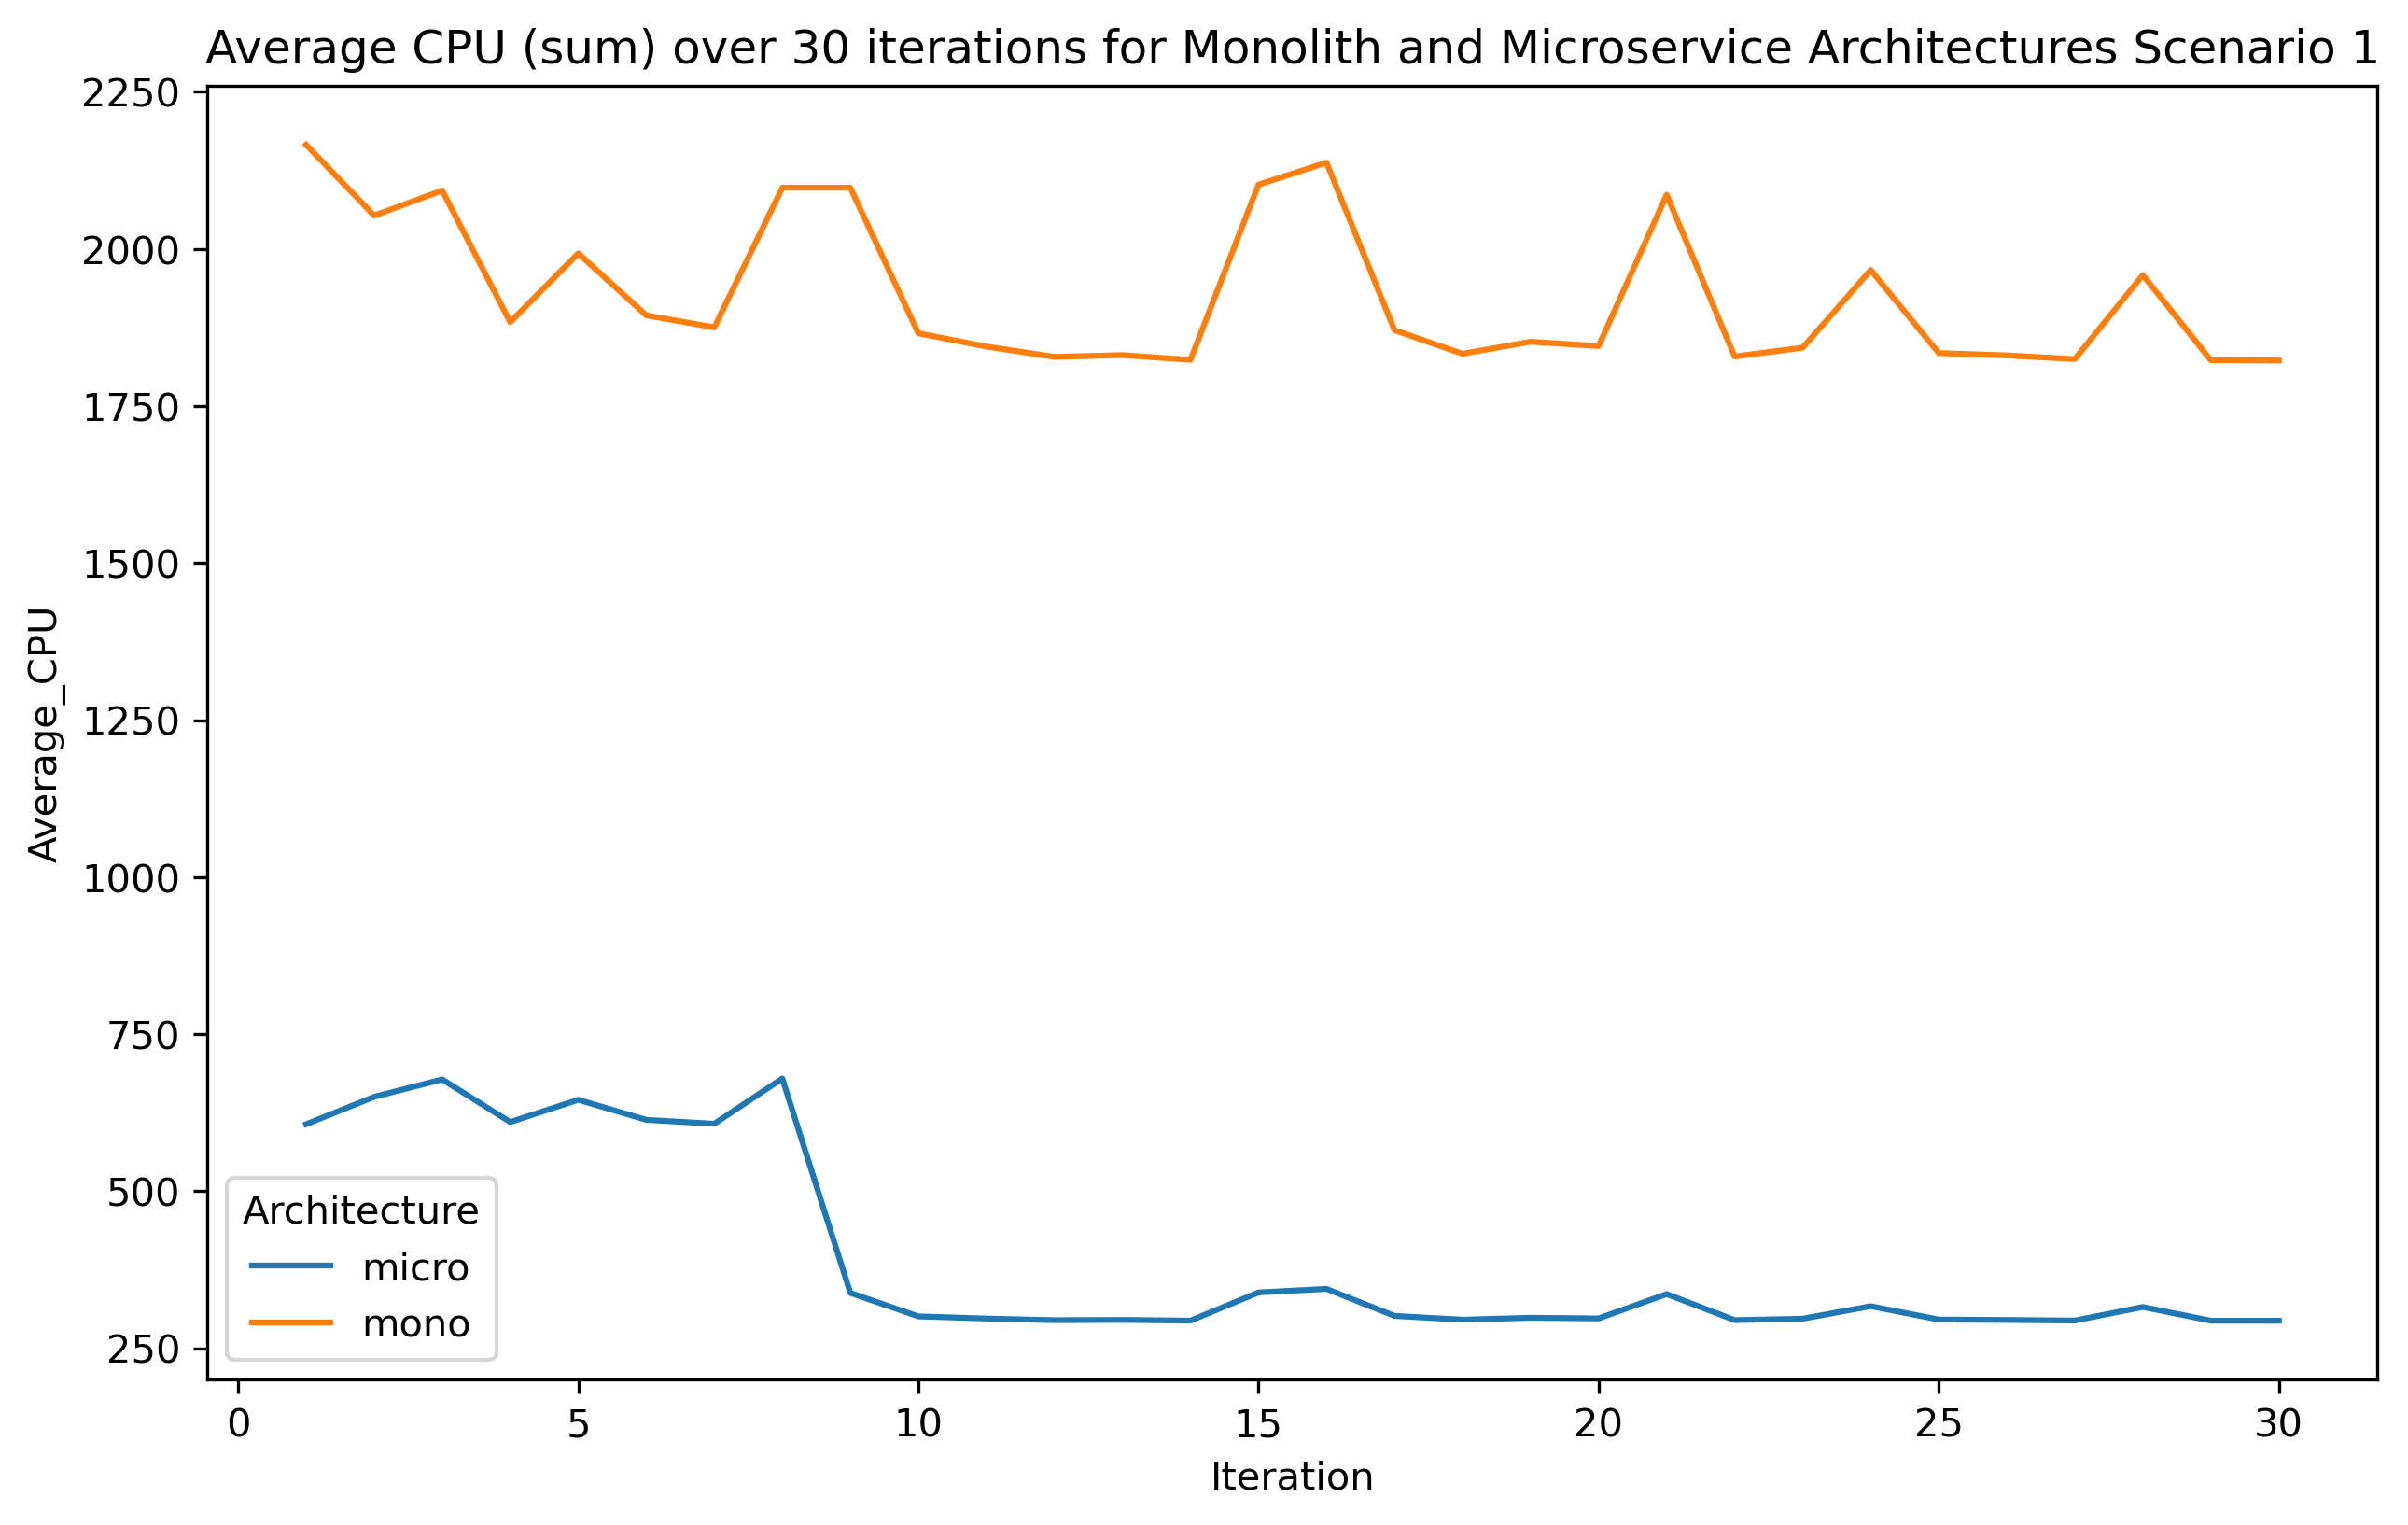 Average CPU (sum) over 30 iterations for Monolith and Microservice Architectures Scenario 1
2250
2000
1750
1500
1250
1000
750
500
250
Average_CPU
Architecture
micro
mono
0 5 10 15 20 25 30
Iteration